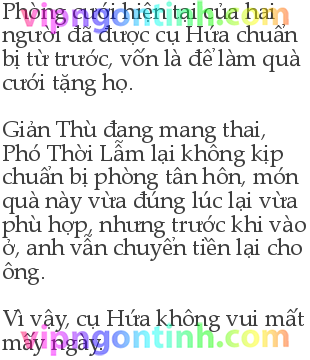 Phòng cưới hiện tại của hai
người đã được cụ Hứa chuẩn
bị từ trước, vốn là để làm quà
cưới tặng họ.
Giản Thù đang mang thai,
Phó Thời Lẫm lại không kịp
chuẩn bị phòng tân hôn, món
quà này vừa đúng lúc lại vừa
phù hợp, nhưng trước khi vào
ở, anh vẫn chuyển tiền lại cho
ông.
Vì vậy, cụ Hứa không vui mất
mấy ngày.
vipngontinh.com
vipngontinh.com